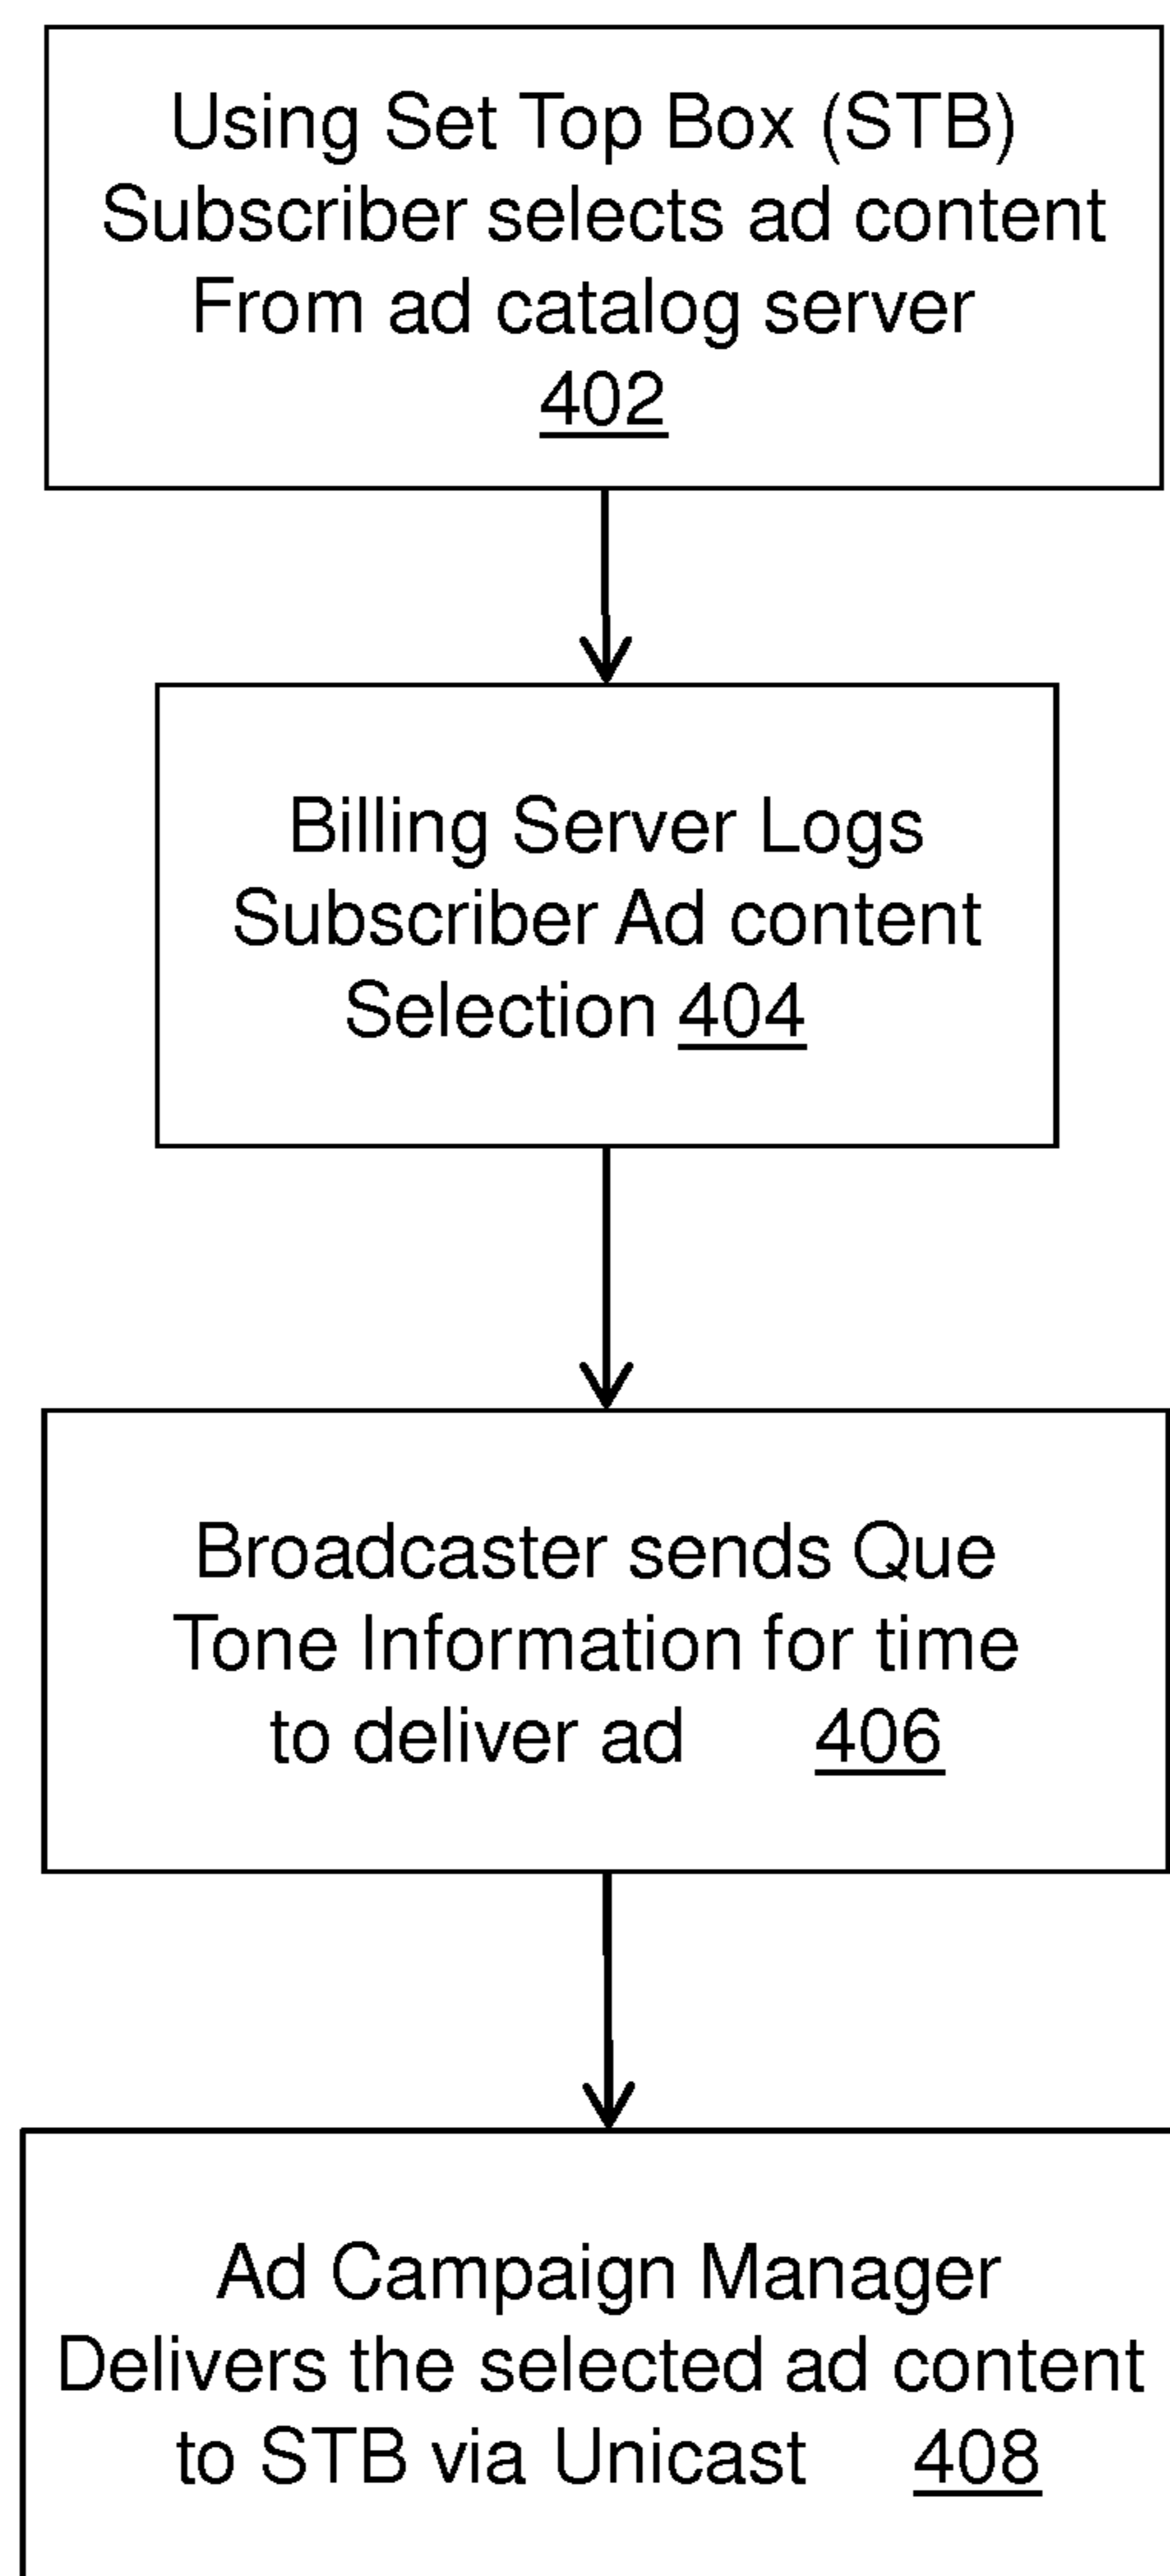 Using Set Top Box (STB)
Subscriber selects ad content
From ad catalog server
402
Billing Server Logs
Subscriber Ad content
Selection 404
Broadcaster sends Que
Tone Information for time
to deliver ad 406
Ad Campaign Manager
Delivers the selected ad content
to STB via Unicast 408